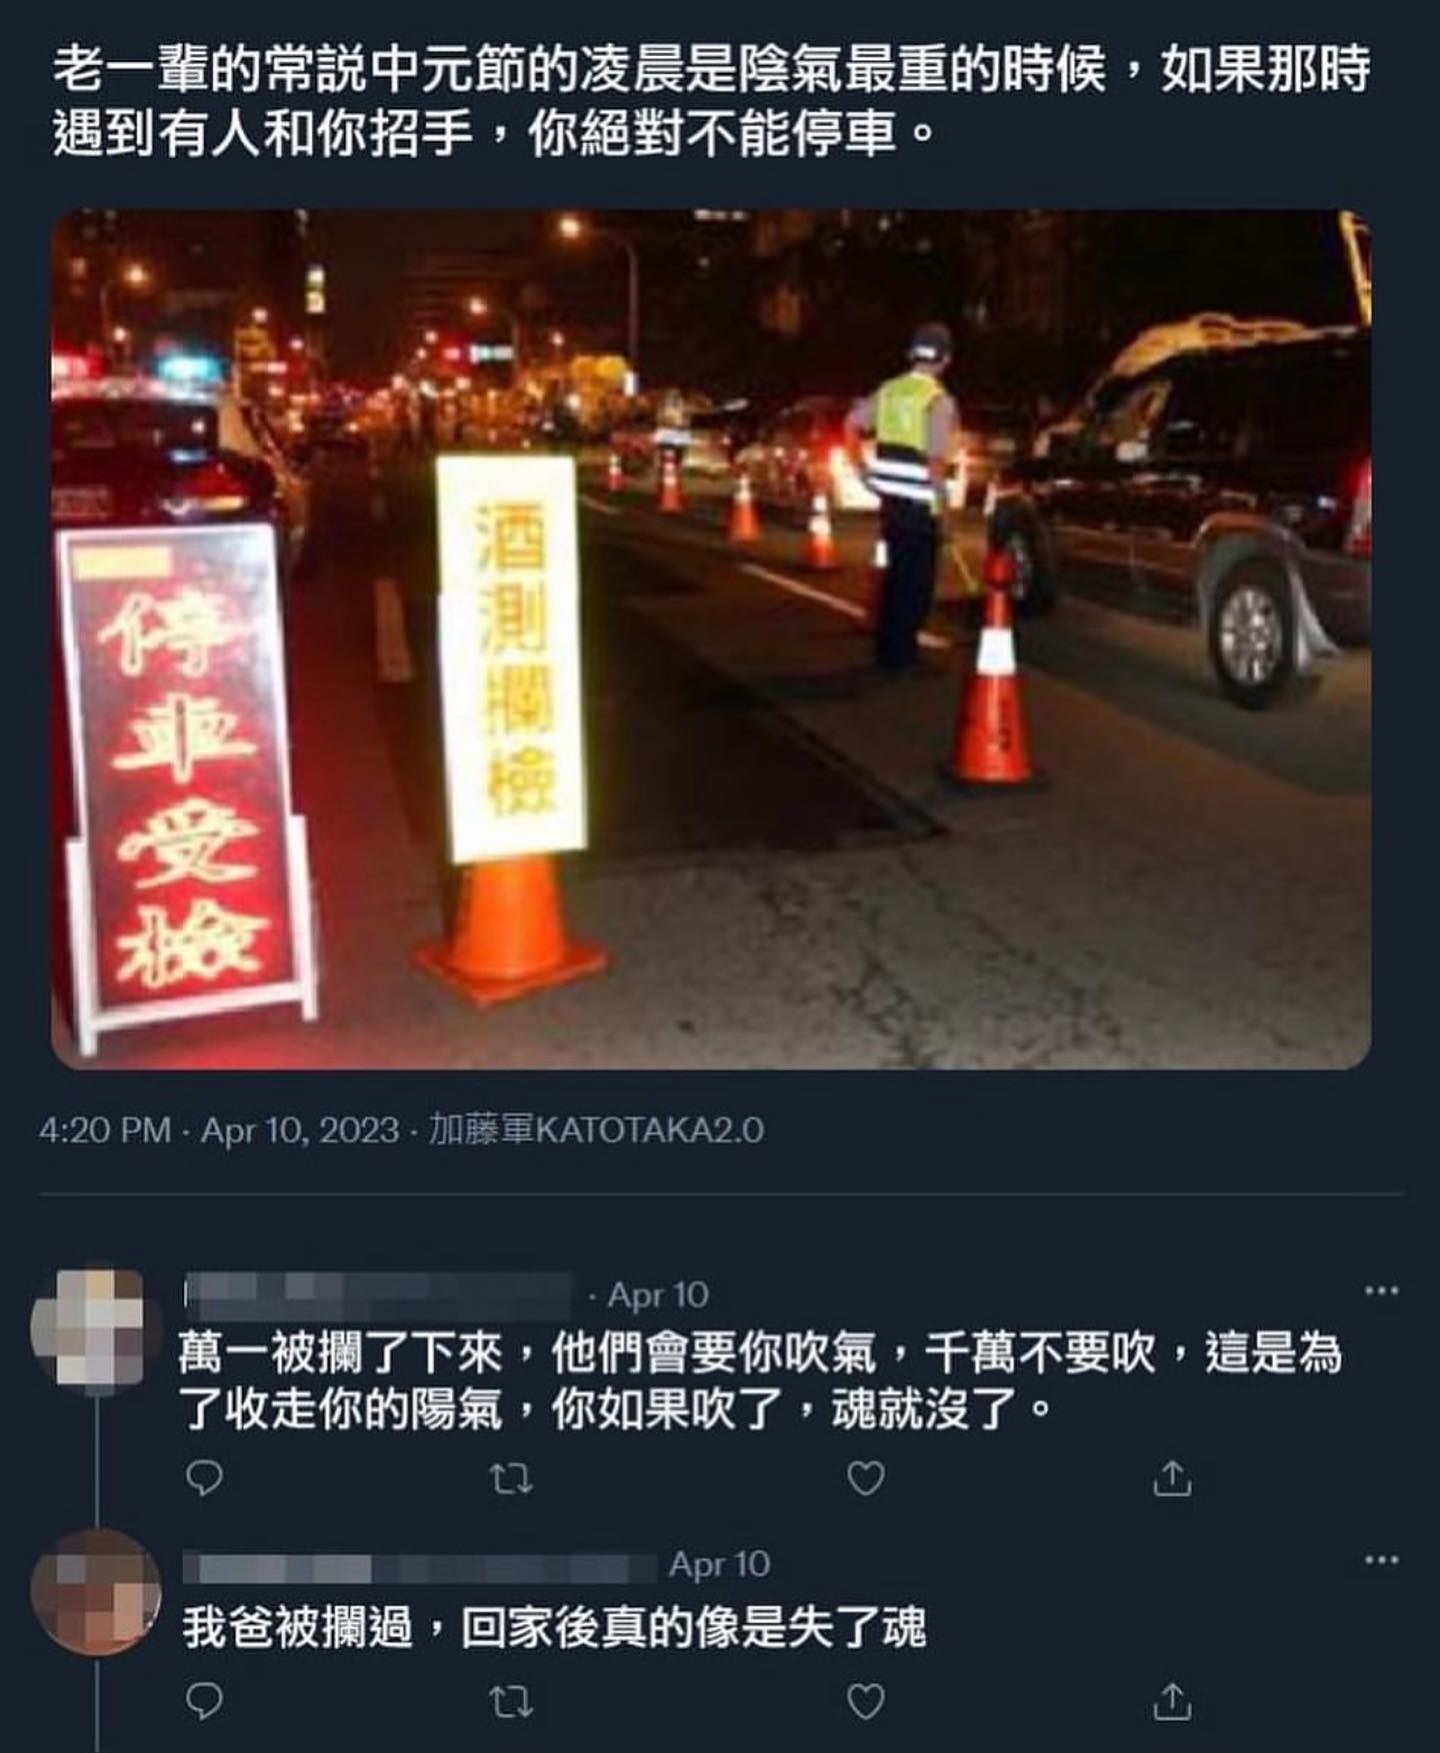 老一輩的常説中元節的凌晨是陰氣最重的時候，如果那時
遇到有人和你招手，你絕對不能停車。
停車受檢
酒測攔檢
4:20 PM · Apr 10, 2023 · 加藤軍KATOTAKA2.0
· Apr 10
萬一被攔了下來，他們會要你吹氣，千萬不要吹，這是為
了收走你的陽氣，你如果吹了，魂就沒了。
Apr 10
我爸被攔過，回家後真的像是失了魂